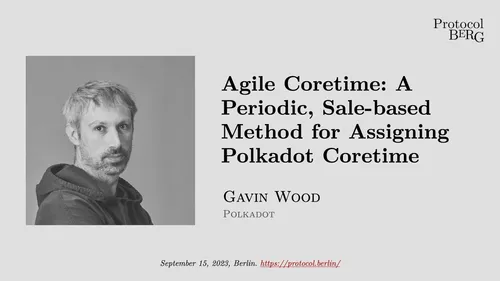 Protocol
BERG
Agile Coretime: A
Periodic, Sale-based
Method for Assigning
Polkadot Coretime
Gavin Wood
Polkadot
September 15, 2023, Berlin. https://protocol.berlin/